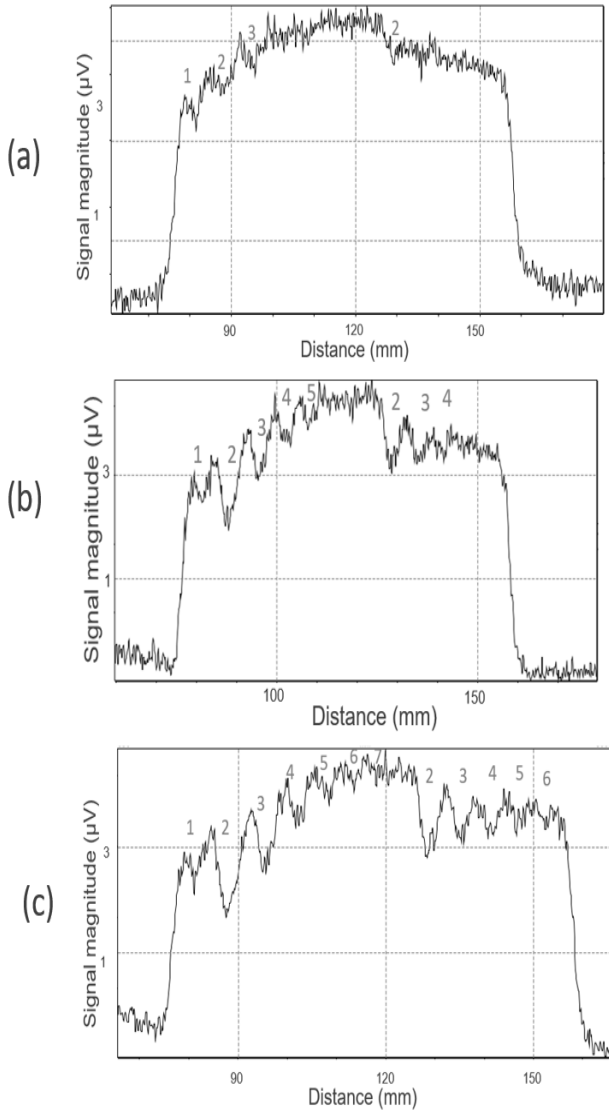 (a)
Signal magnitude (µV)
3
1
1 2 3 2
90 120 150
Distance (mm)
(b)
Signal magnitude (µV)
3
1
1 2 3 4 5 2 3 4
100 150
Distance (mm)
(c)
Signal magnitude (µV)
3
1
1 2 3 4 5 6 7 2 3 4 5 6
90 120 150
Distance (mm)